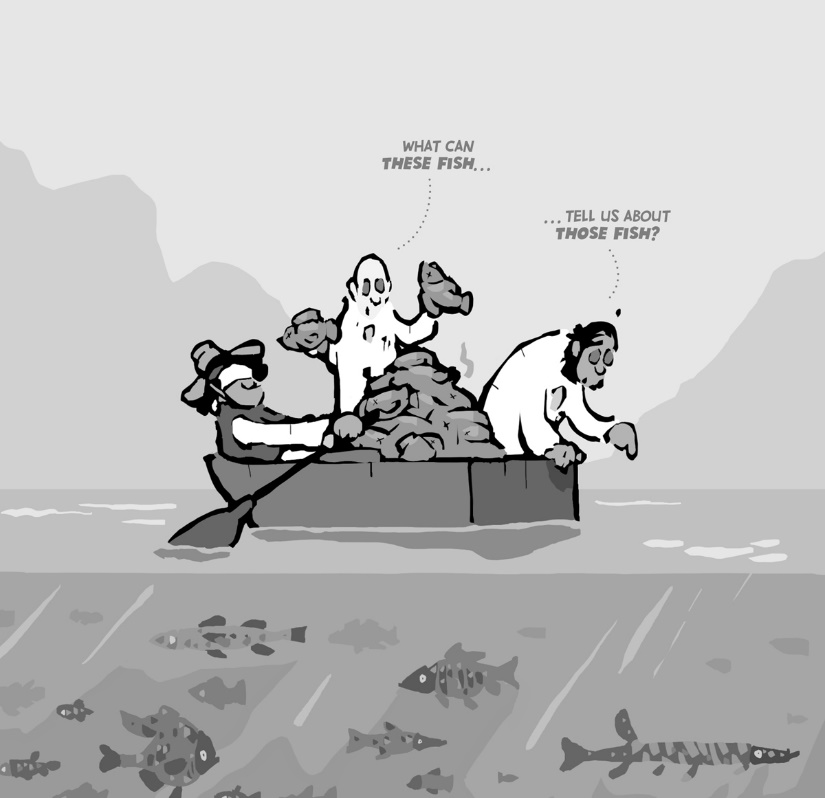 WHAT CAN
THESE FISH...
...TELL US ABOUT
THOSE FISH?